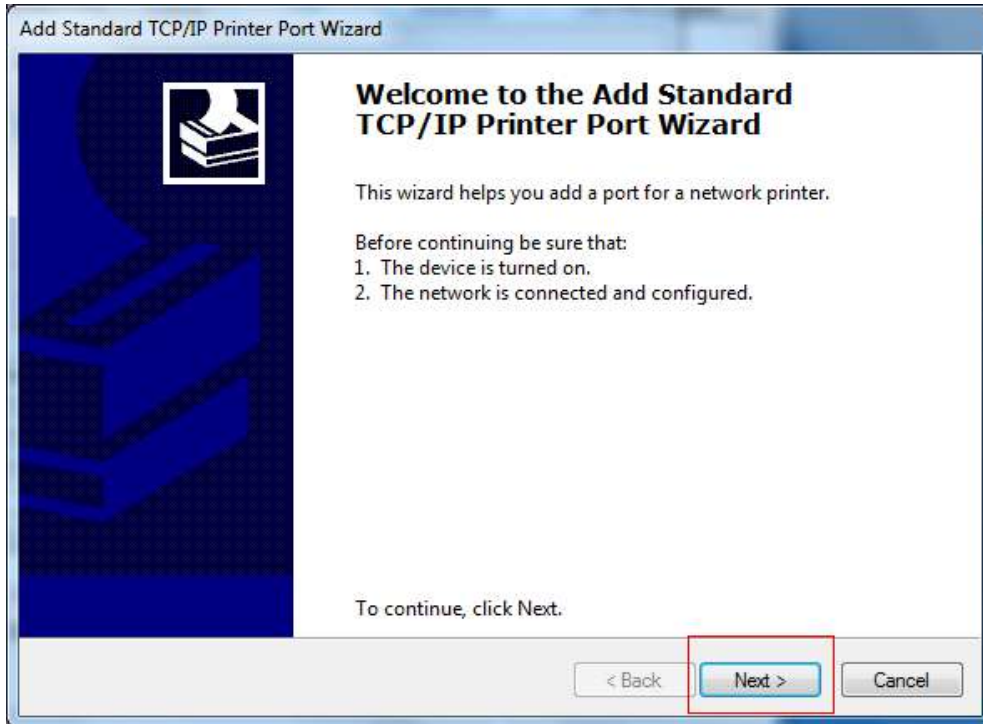 Add Standard TCP/IP Printer Port Wizard
Welcome to the Add Standard
TCP/IP Printer Port Wizard
This wizard helps you add a port for a network printer.
Before continuing be sure that:
1. The device is turned on.
2. The network is connected and configured.
To continue, click Next.
< Back
Next >
Cancel